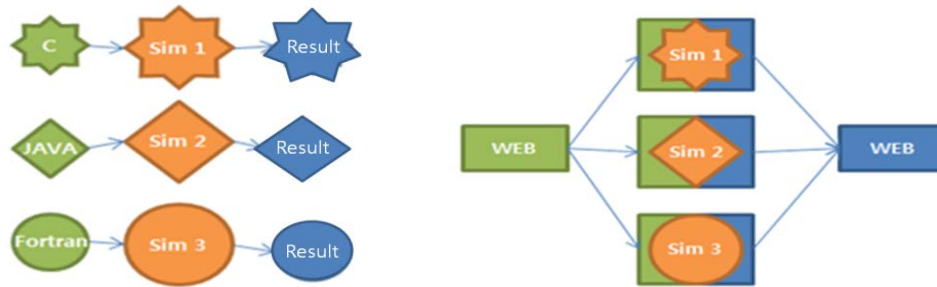 C
Sim 1
Result
JAVA
Sim 2
Result
Fortran
Sim 3
Result
WEB
Sim 1
Sim 2
Sim 3
WEB